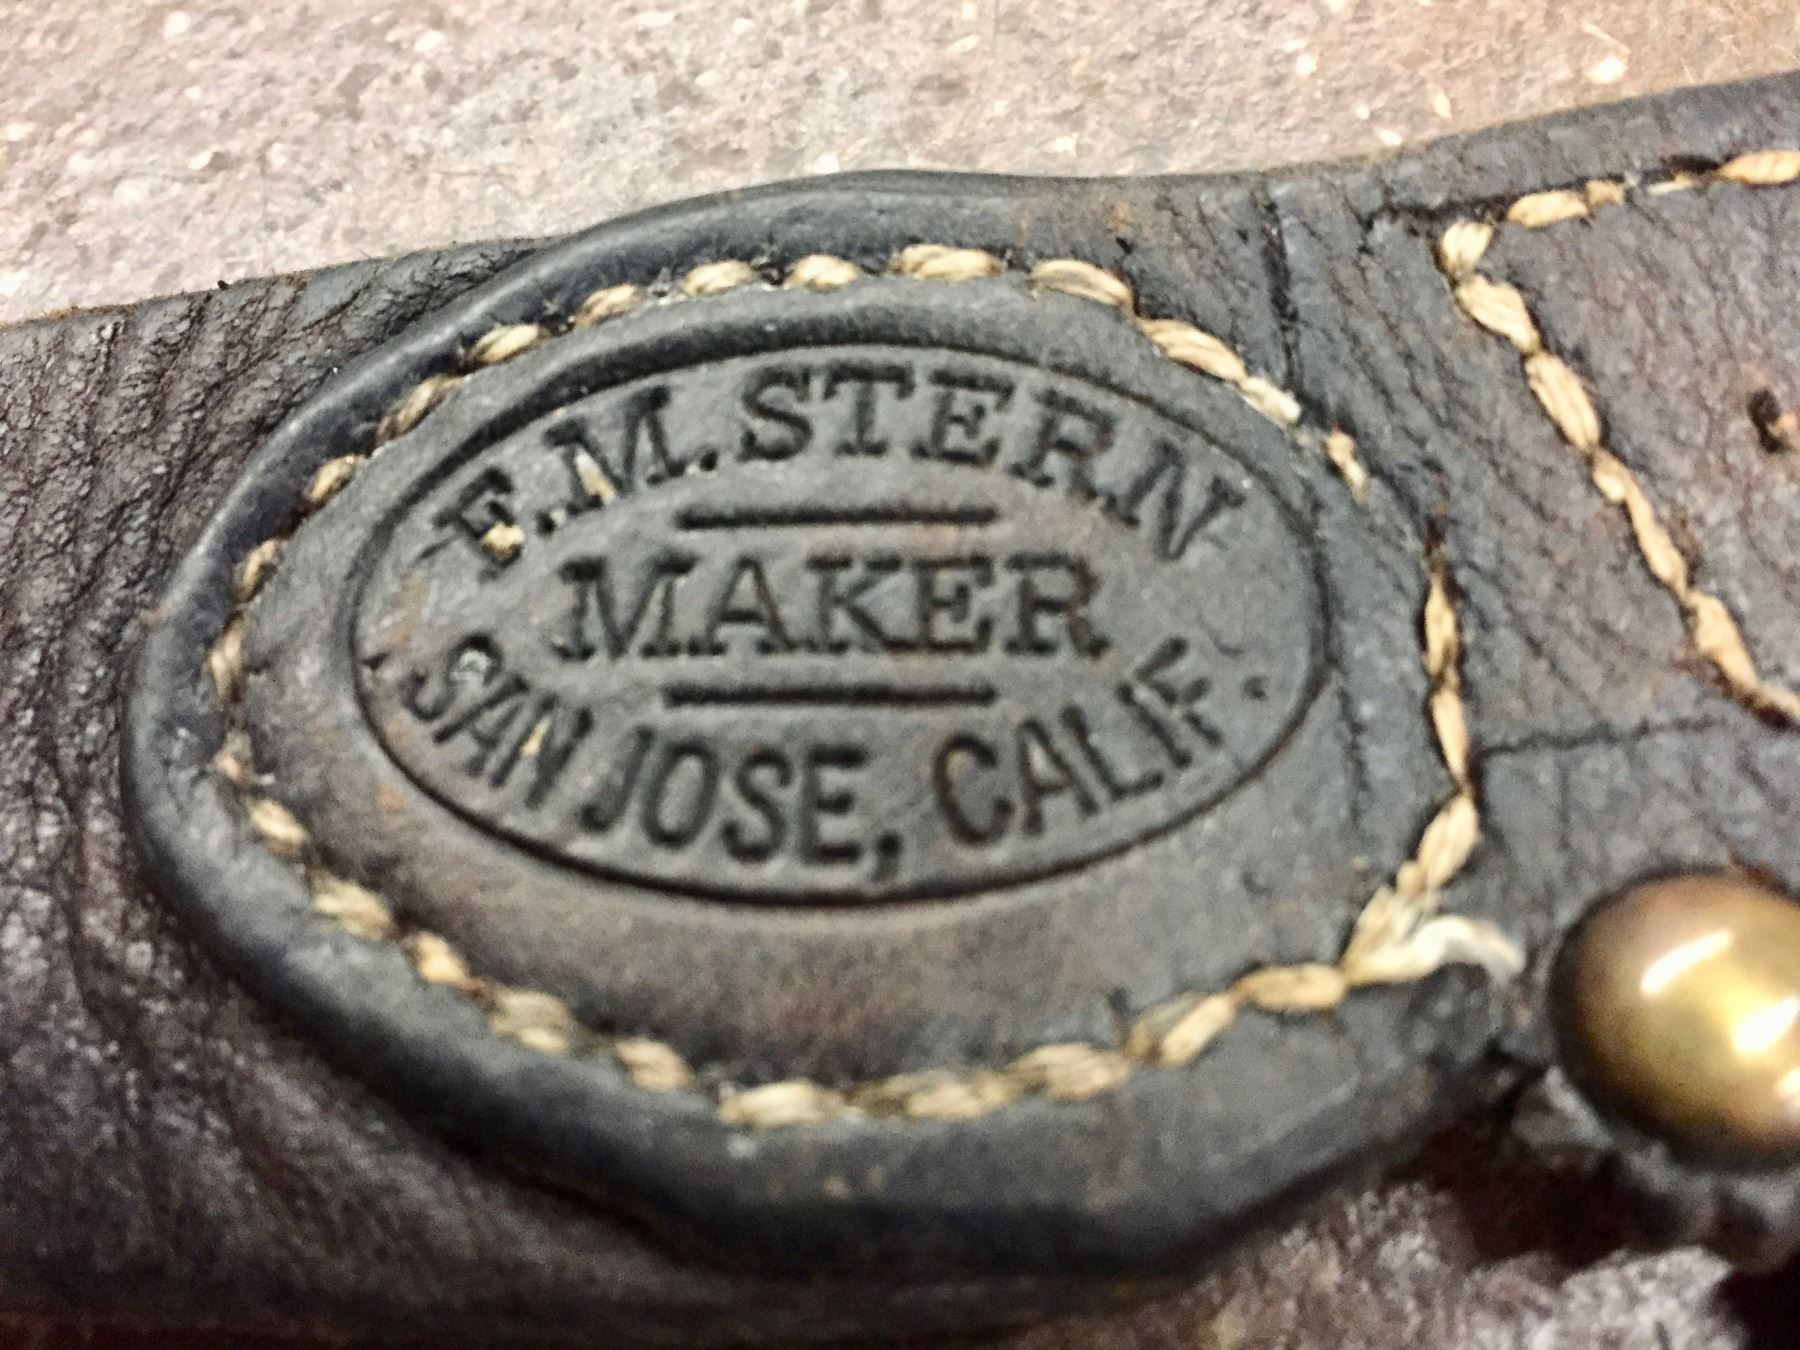 F.M. STERN
MAKER
SAN JOSE, CALIF.